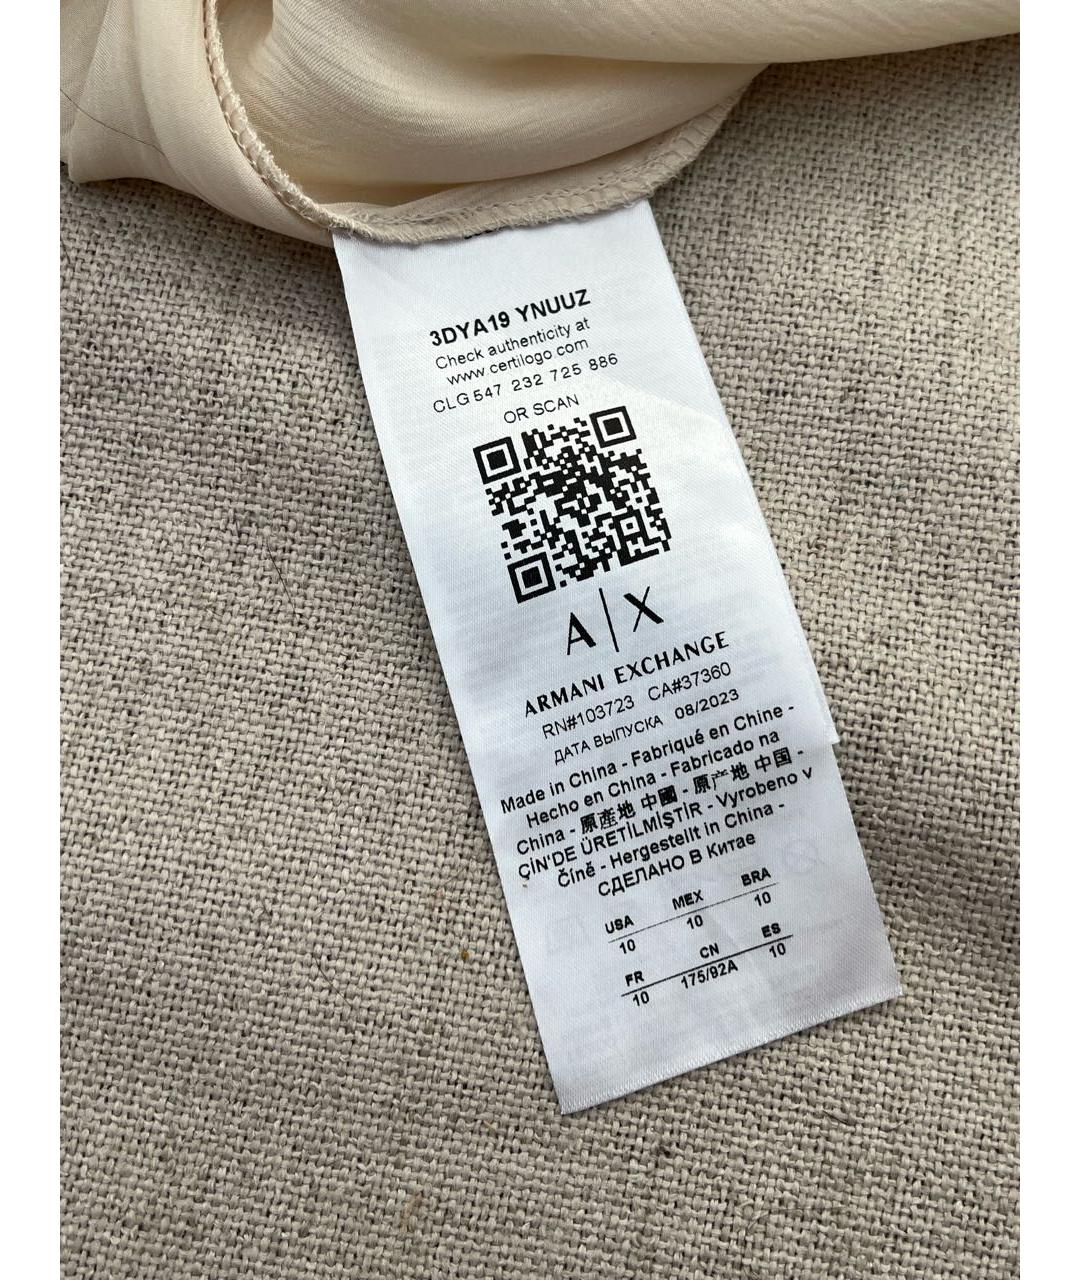 3DYA19 YNUUZ
Check authenticity at
www.certilogo.com
CLG 547 232 725 886
OR SCAN
A|X
ARMANI EXCHANGE
RN#103723 CA#37360
ДАТА ВЫПУСКА 08/2023
Made in China - Fabriqué en Chine -
Hecho en China - Fabricado na
China - 原產地 中國 - 原产地 中国 -
ÇİN'DE ÜRETİLMİŞTİR - Vyrobeno v
Číně - Hergestellt in China -
СДЕЛАНО В Китае
USA MEX BRA
10 10 10
FR CN ES
10 175/92A 10